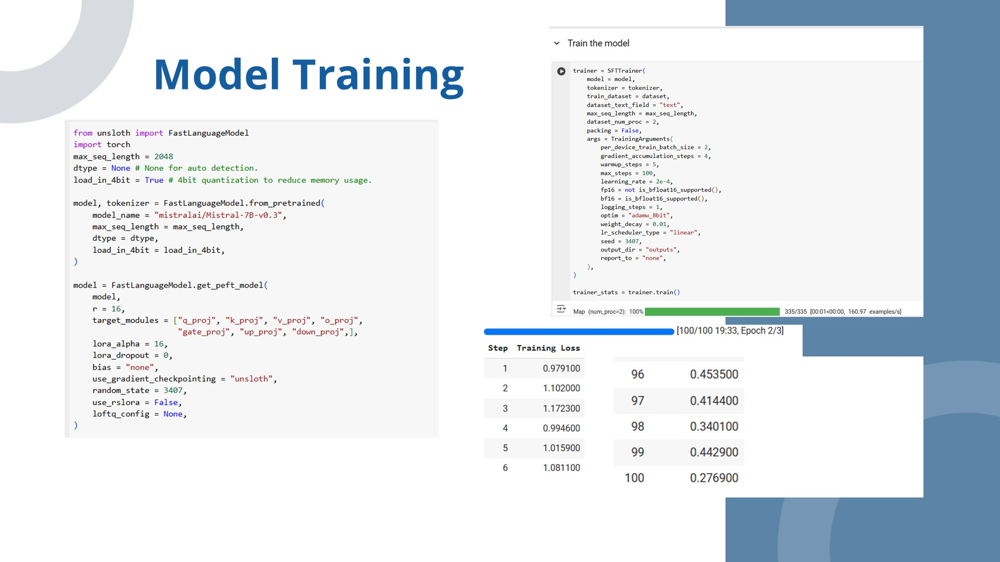 Model Training
from unsloth import FastLanguageModel
import torch
max_seq_length = 2048
dtype = None # None for auto detection.
load_in_4bit = True # 4bit quantization to reduce memory usage.
model, tokenizer = FastLanguageModel.from_pretrained(
    model_name = "mistralai/Mistral-7B-v0.3",
    max_seq_length = max_seq_length,
    dtype = dtype,
    load_in_4bit = load_in_4bit,
)
model = FastLanguageModel.get_peft_model(
    model,
    r = 16,
    target_modules = ["q_proj", "k_proj", "v_proj", "o_proj",
                      "gate_proj", "up_proj", "down_proj",],
    lora_alpha = 16,
    lora_dropout = 0,
    bias = "none",
    use_gradient_checkpointing = "unsloth",
    random_state = 3407,
    use_rslora = False,
    loftq_config = None,
)
Train the model
trainer = SFTTrainer(
    model = model,
    tokenizer = tokenizer,
    train_dataset = dataset,
    dataset_text_field = "text",
    max_seq_length = max_seq_length,
    dataset_num_proc = 2,
    packing = False,
    args = TrainingArguments(
        per_device_train_batch_size = 2,
        gradient_accumulation_steps = 4,
        warmup_steps = 5,
        max_steps = 100,
        learning_rate = 2e-4,
        fp16 = not is_bfloat16_supported(),
        bf16 = is_bfloat16_supported(),
        logging_steps = 1,
        optim = "adamw_8bit",
        weight_decay = 0.01,
        lr_scheduler_type = "linear",
        seed = 3407,
        output_dir = "outputs",
        report_to = "none",
    ),
)
trainer_stats = trainer.train()
Map (num_proc=2): 100% 335/335 [00:01<00:00, 160.97 examples/s]
[100/100 19:33, Epoch 2/3]
Step Training Loss
1 0.979100
2 1.102000
3 1.172300
4 0.994600
5 1.015900
6 1.081100
96 0.453500
97 0.414400
98 0.340100
99 0.442900
100 0.276900